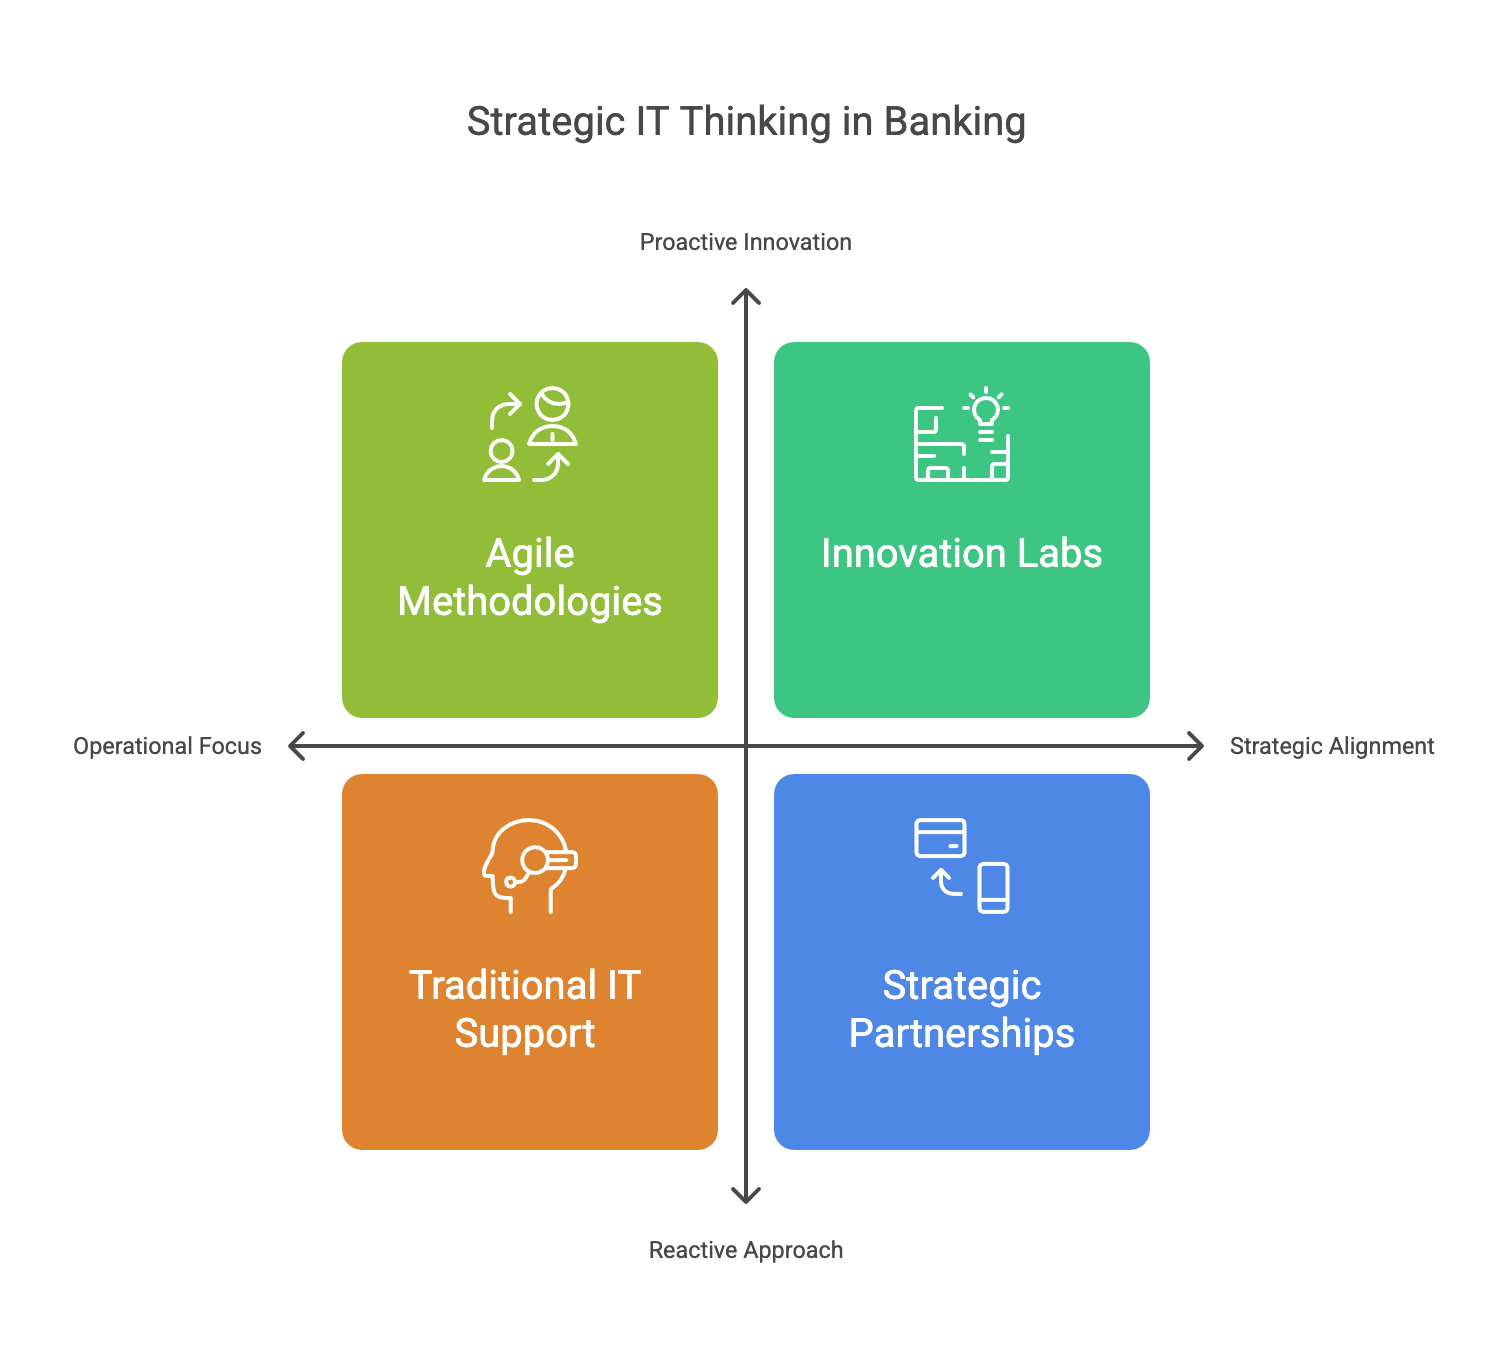 Strategic IT Thinking in Banking
Proactive Innovation
Agile
Methodologies
Innovation Labs
Operational Focus
Strategic Alignment
Traditional IT
Support
Strategic
Partnerships
Reactive Approach